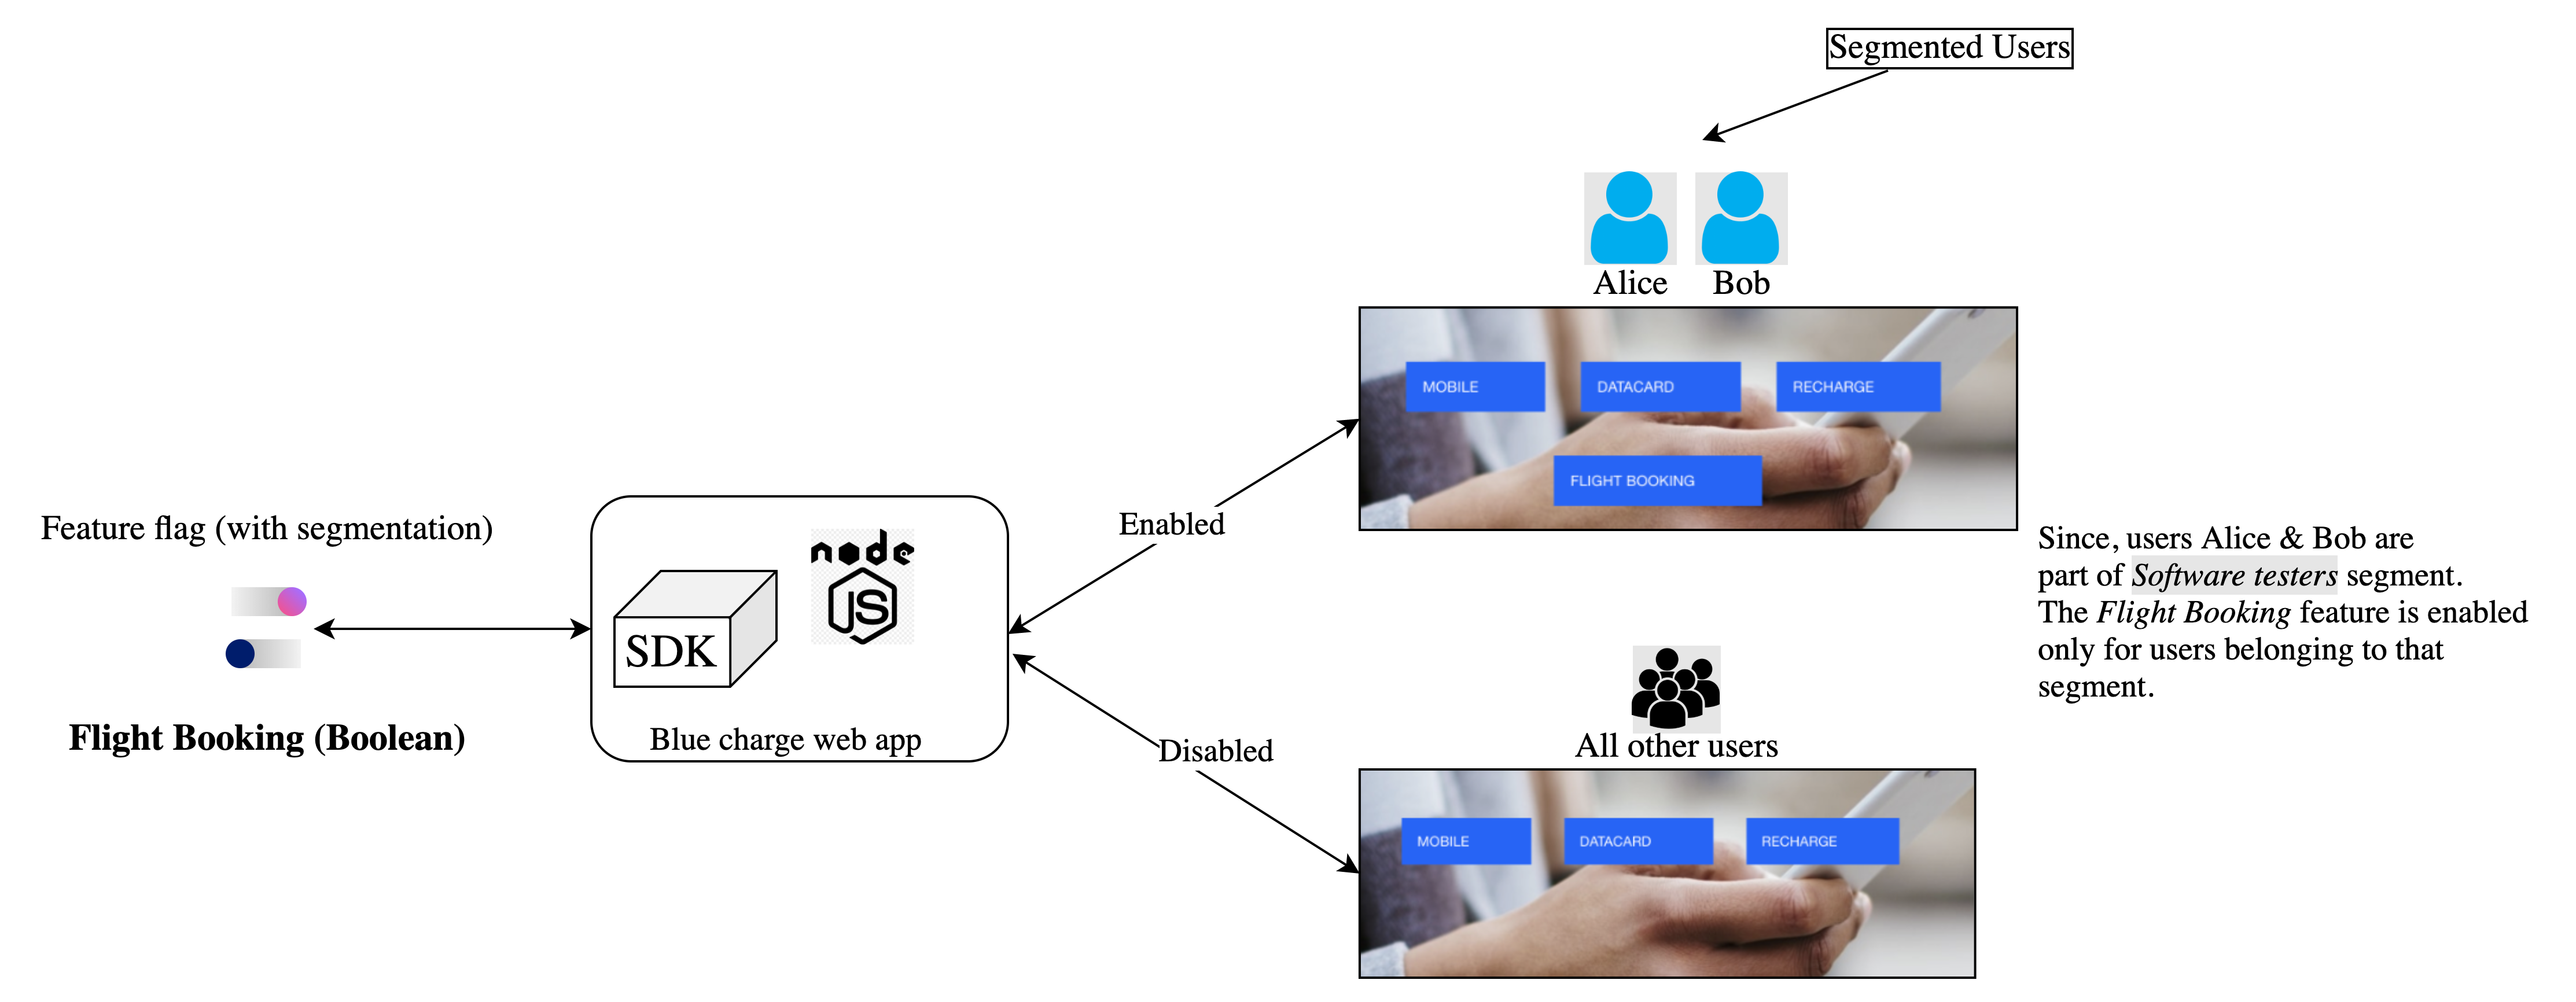 Segmented Users
Alice
Bob
MOBILE
DATACARD
RECHARGE
FLIGHT BOOKING
Enabled
Feature flag (with segmentation)
Flight Booking (Boolean)
node
JS
SDK
Blue charge web app
Since, users Alice & Bob are
part of Software testers segment.
The Flight Booking feature is enabled
only for users belonging to that
segment.
Disabled
All other users
MOBILE
DATACARD
RECHARGE